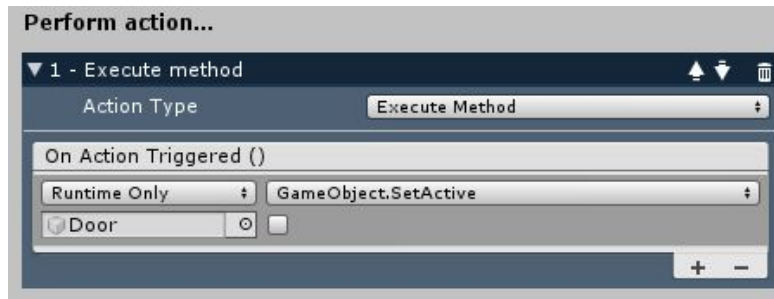 Perform action...
1 - Execute method
Action Type Execute Method
On Action Triggered ()
Runtime Only GameObject.SetActive
Door